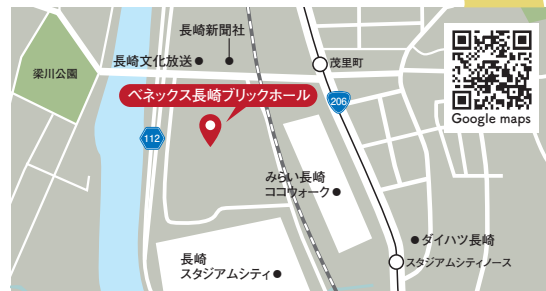 長崎新聞社
長崎文化放送
茂里町
梁川公園
ベネックス長崎ブリックホール
206
Google maps
112
みらい長崎
ココウォーク
ダイハツ長崎
長崎
スタジアムシティ
スタジアムシティノース